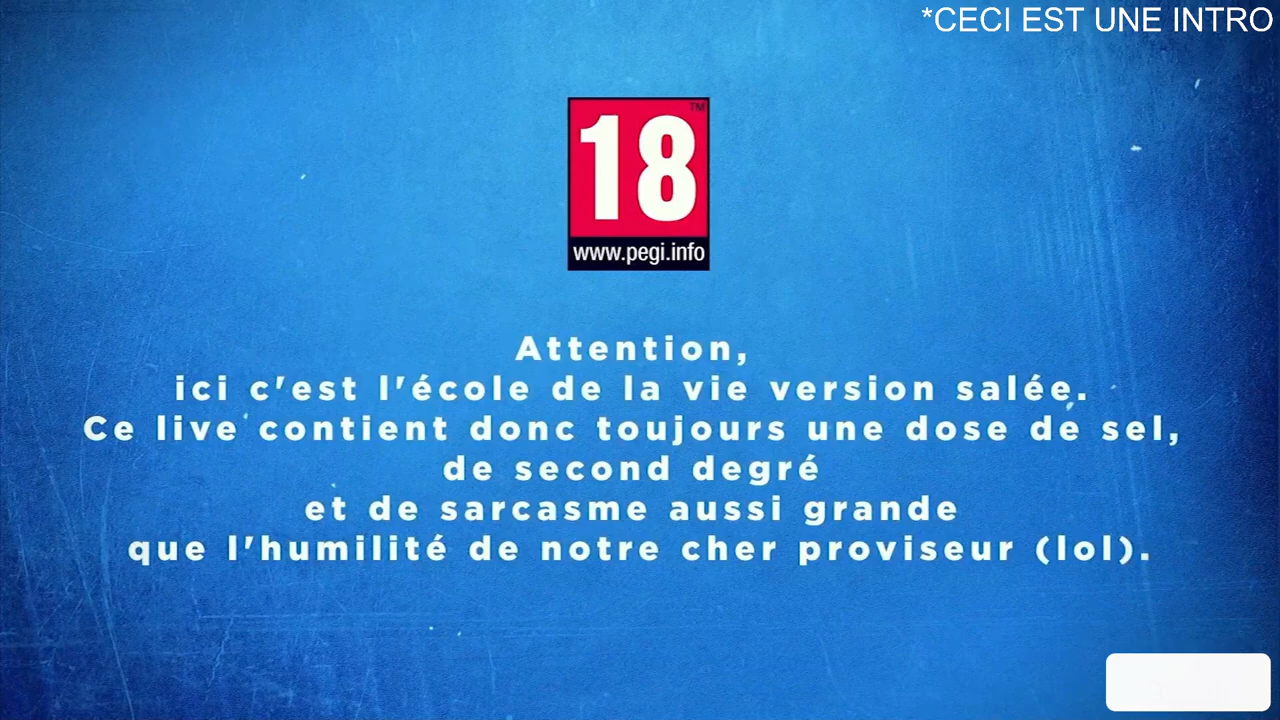 *CECI EST UNE INTRO
18
TM
www.pegi.info
Attention,
ici c'est l'école de la vie version salée.
Ce live contient donc toujours une dose de sel,
de second degré
et de sarcasme aussi grande
que l'humilité de notre cher proviseur (lol).